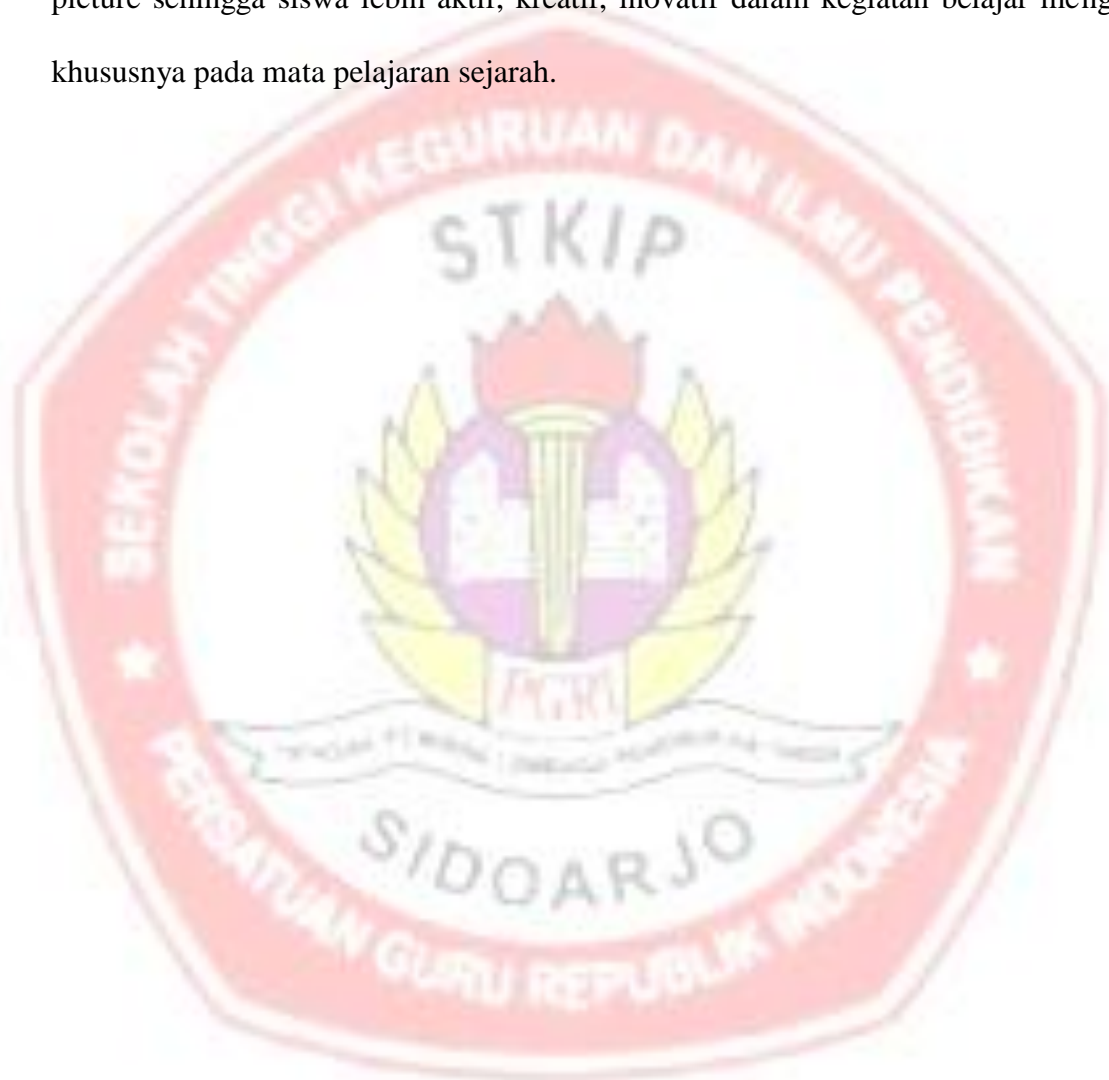 picture sehingga siswa lebih aktif, kreatif, inovatif dalam kegiatan belajar meng
khususnya pada mata pelajaran sejarah.
SEKOLAH TINGGI KEGURUAN DAN ILMU PENDIDIKAN
STKIP
PGRI
SIDOARJO
PERSATUAN GURU REPUBLIK INDONESIA